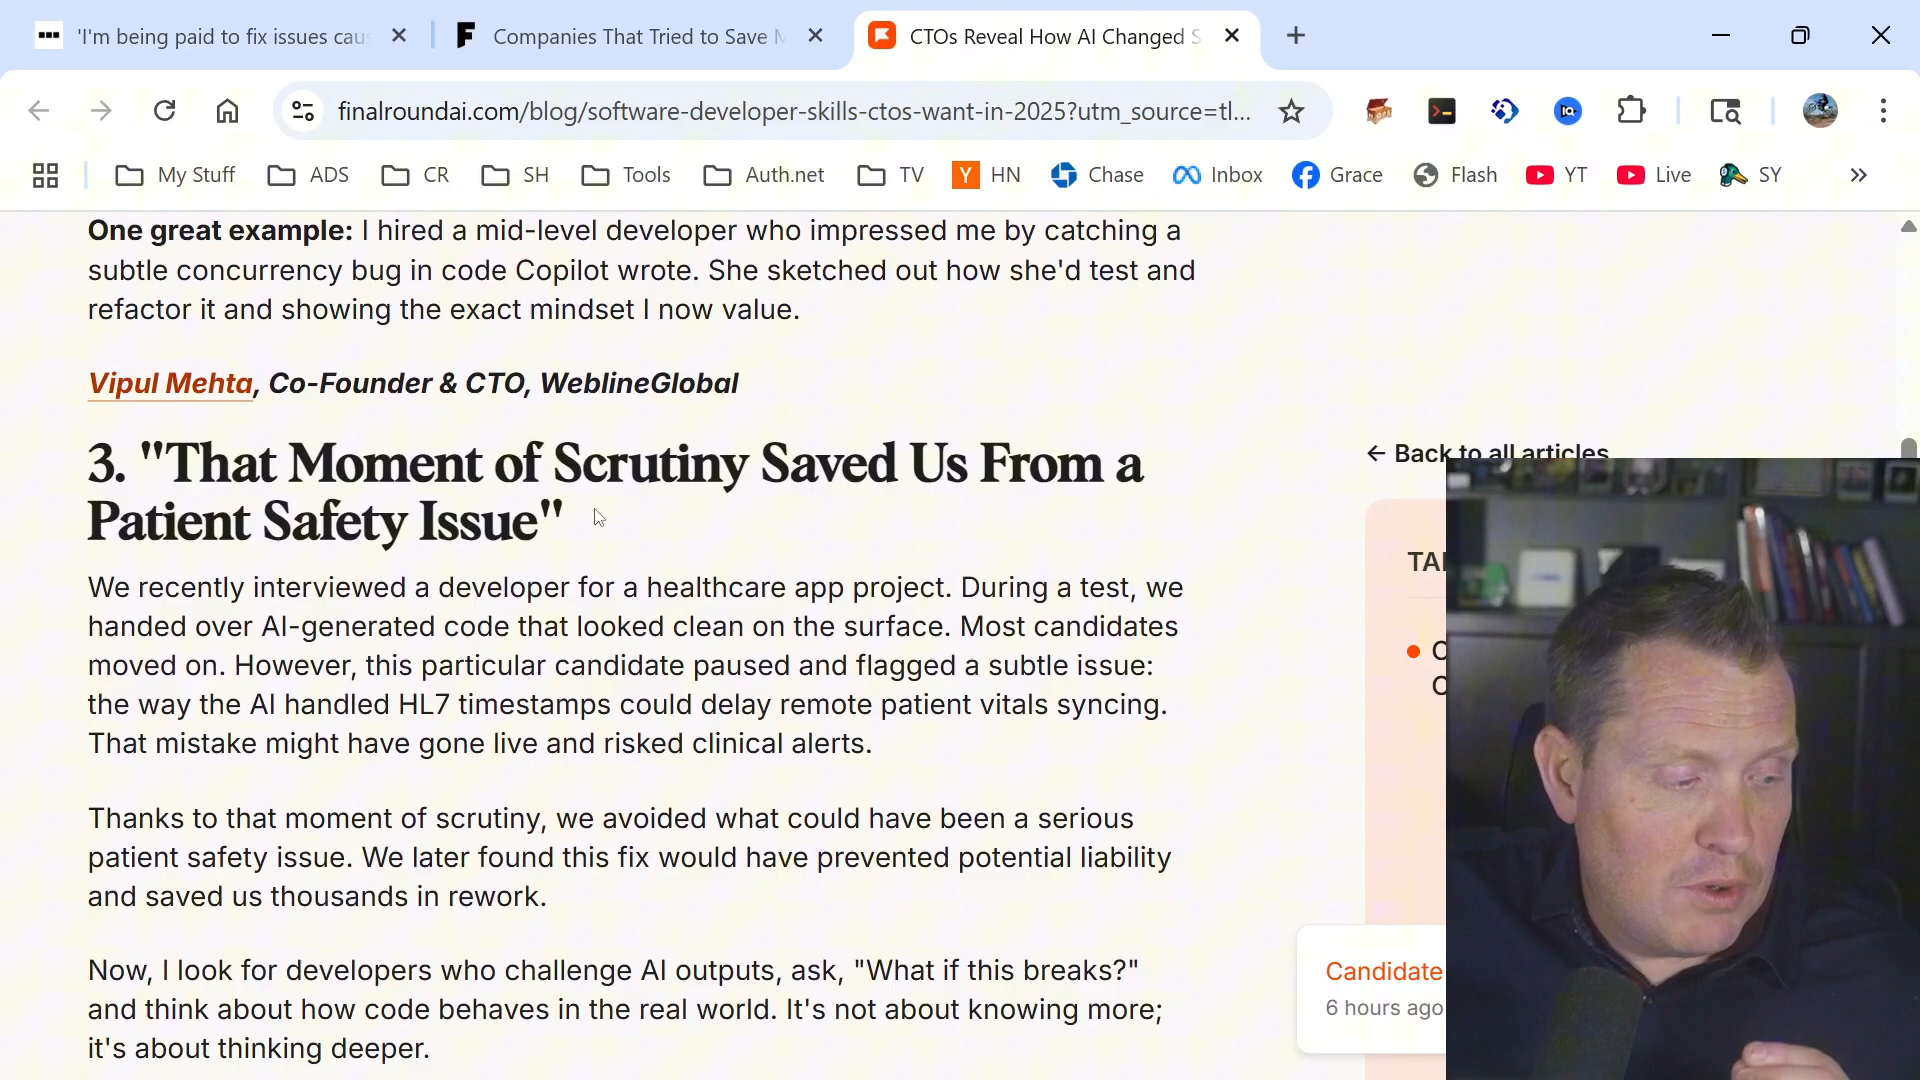 'I'm being paid to fix issues cau
Companies That Tried to Save M
CTOs Reveal How AI Changed S
finalroundai.com/blog/software-developer-skills-ctos-want-in-2025?utm_source=tl...
My Stuff
ADS
CR
SH
Tools
Auth.net
TV
Y HN
Chase
Inbox
Grace
Flash
YT
Live
SY
One great example: I hired a mid-level developer who impressed me by catching a
subtle concurrency bug in code Copilot wrote. She sketched out how she'd test and
refactor it and showing the exact mindset I now value.
Vipul Mehta, Co-Founder & CTO, WeblineGlobal
3. "That Moment of Scrutiny Saved Us From a
Patient Safety Issue"
We recently interviewed a developer for a healthcare app project. During a test, we
handed over AI-generated code that looked clean on the surface. Most candidates
moved on. However, this particular candidate paused and flagged a subtle issue:
the way the AI handled HL7 timestamps could delay remote patient vitals syncing.
That mistake might have gone live and risked clinical alerts.
Thanks to that moment of scrutiny, we avoided what could have been a serious
patient safety issue. We later found this fix would have prevented potential liability
and saved us thousands in rework.
Now, I look for developers who challenge AI outputs, ask, "What if this breaks?"
and think about how code behaves in the real world. It's not about knowing more;
it's about thinking deeper.
← Back to all articles
TA
C
C
Candidate
6 hours ago